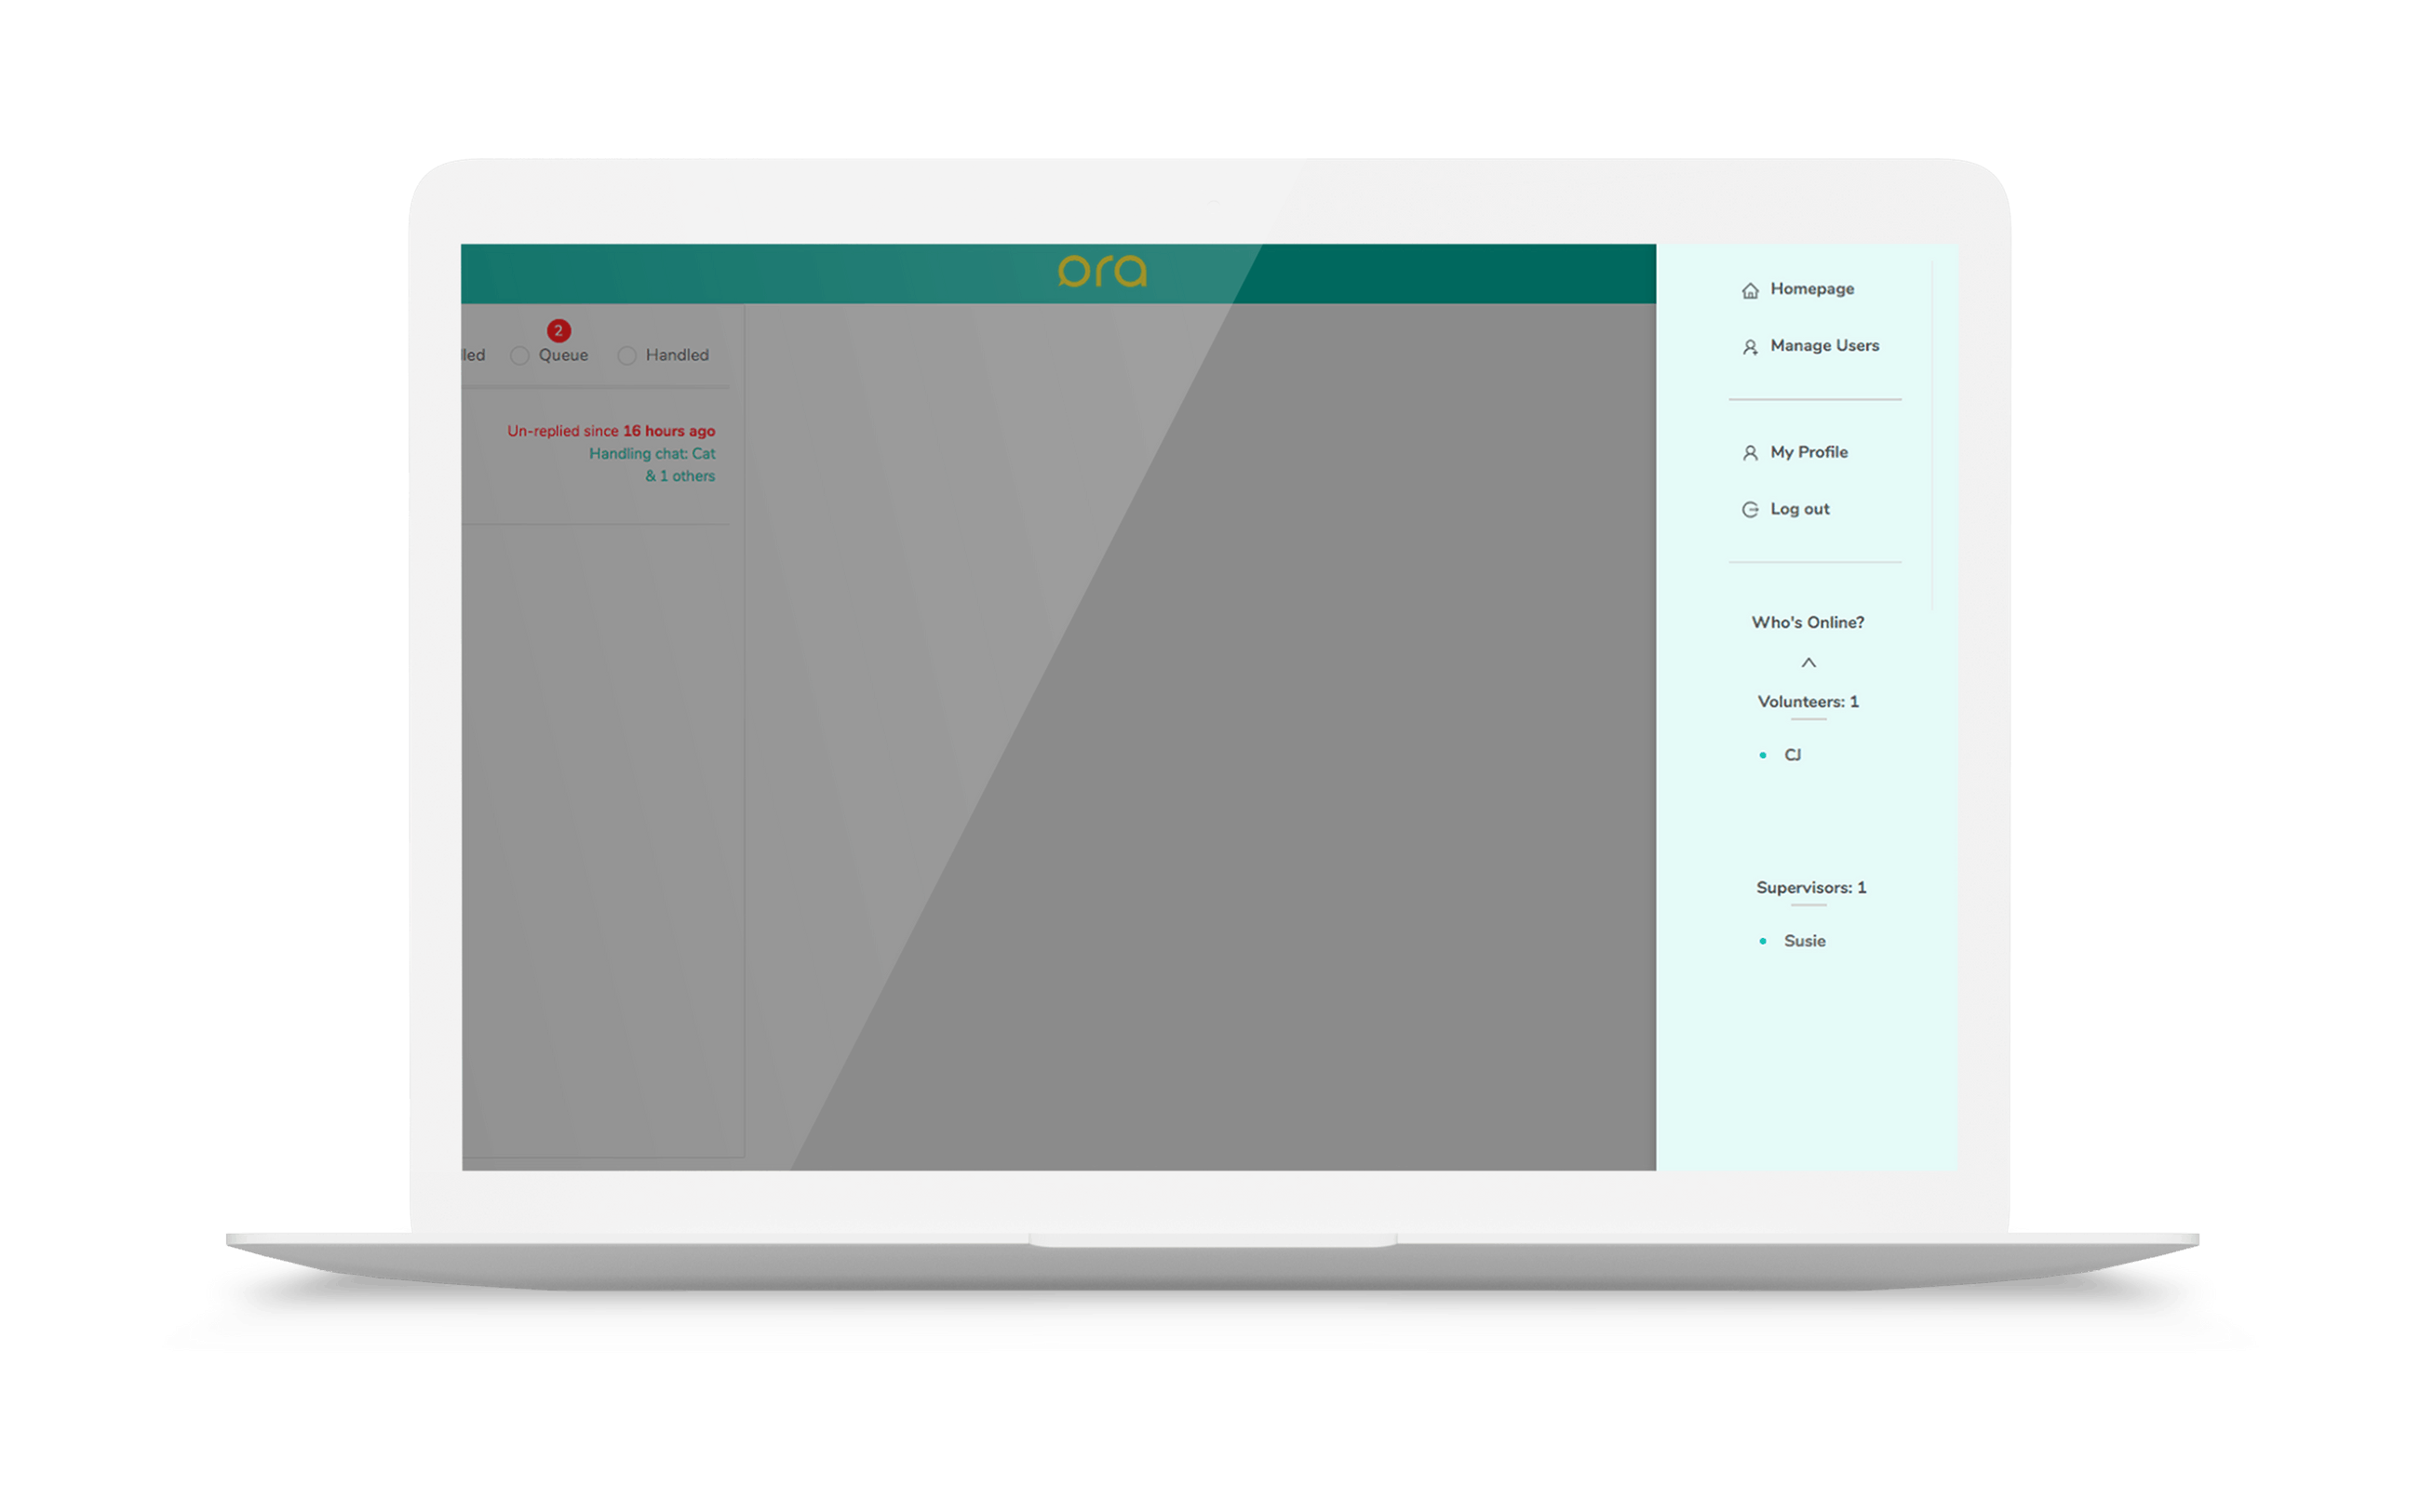 ora
2
lled Queue Handled
Un-replied since 16 hours ago
Handling chat: Cat
& 1 others
Homepage
Manage Users
My Profile
Log out
Who's Online?
Volunteers: 1
CJ
Supervisors: 1
Susie